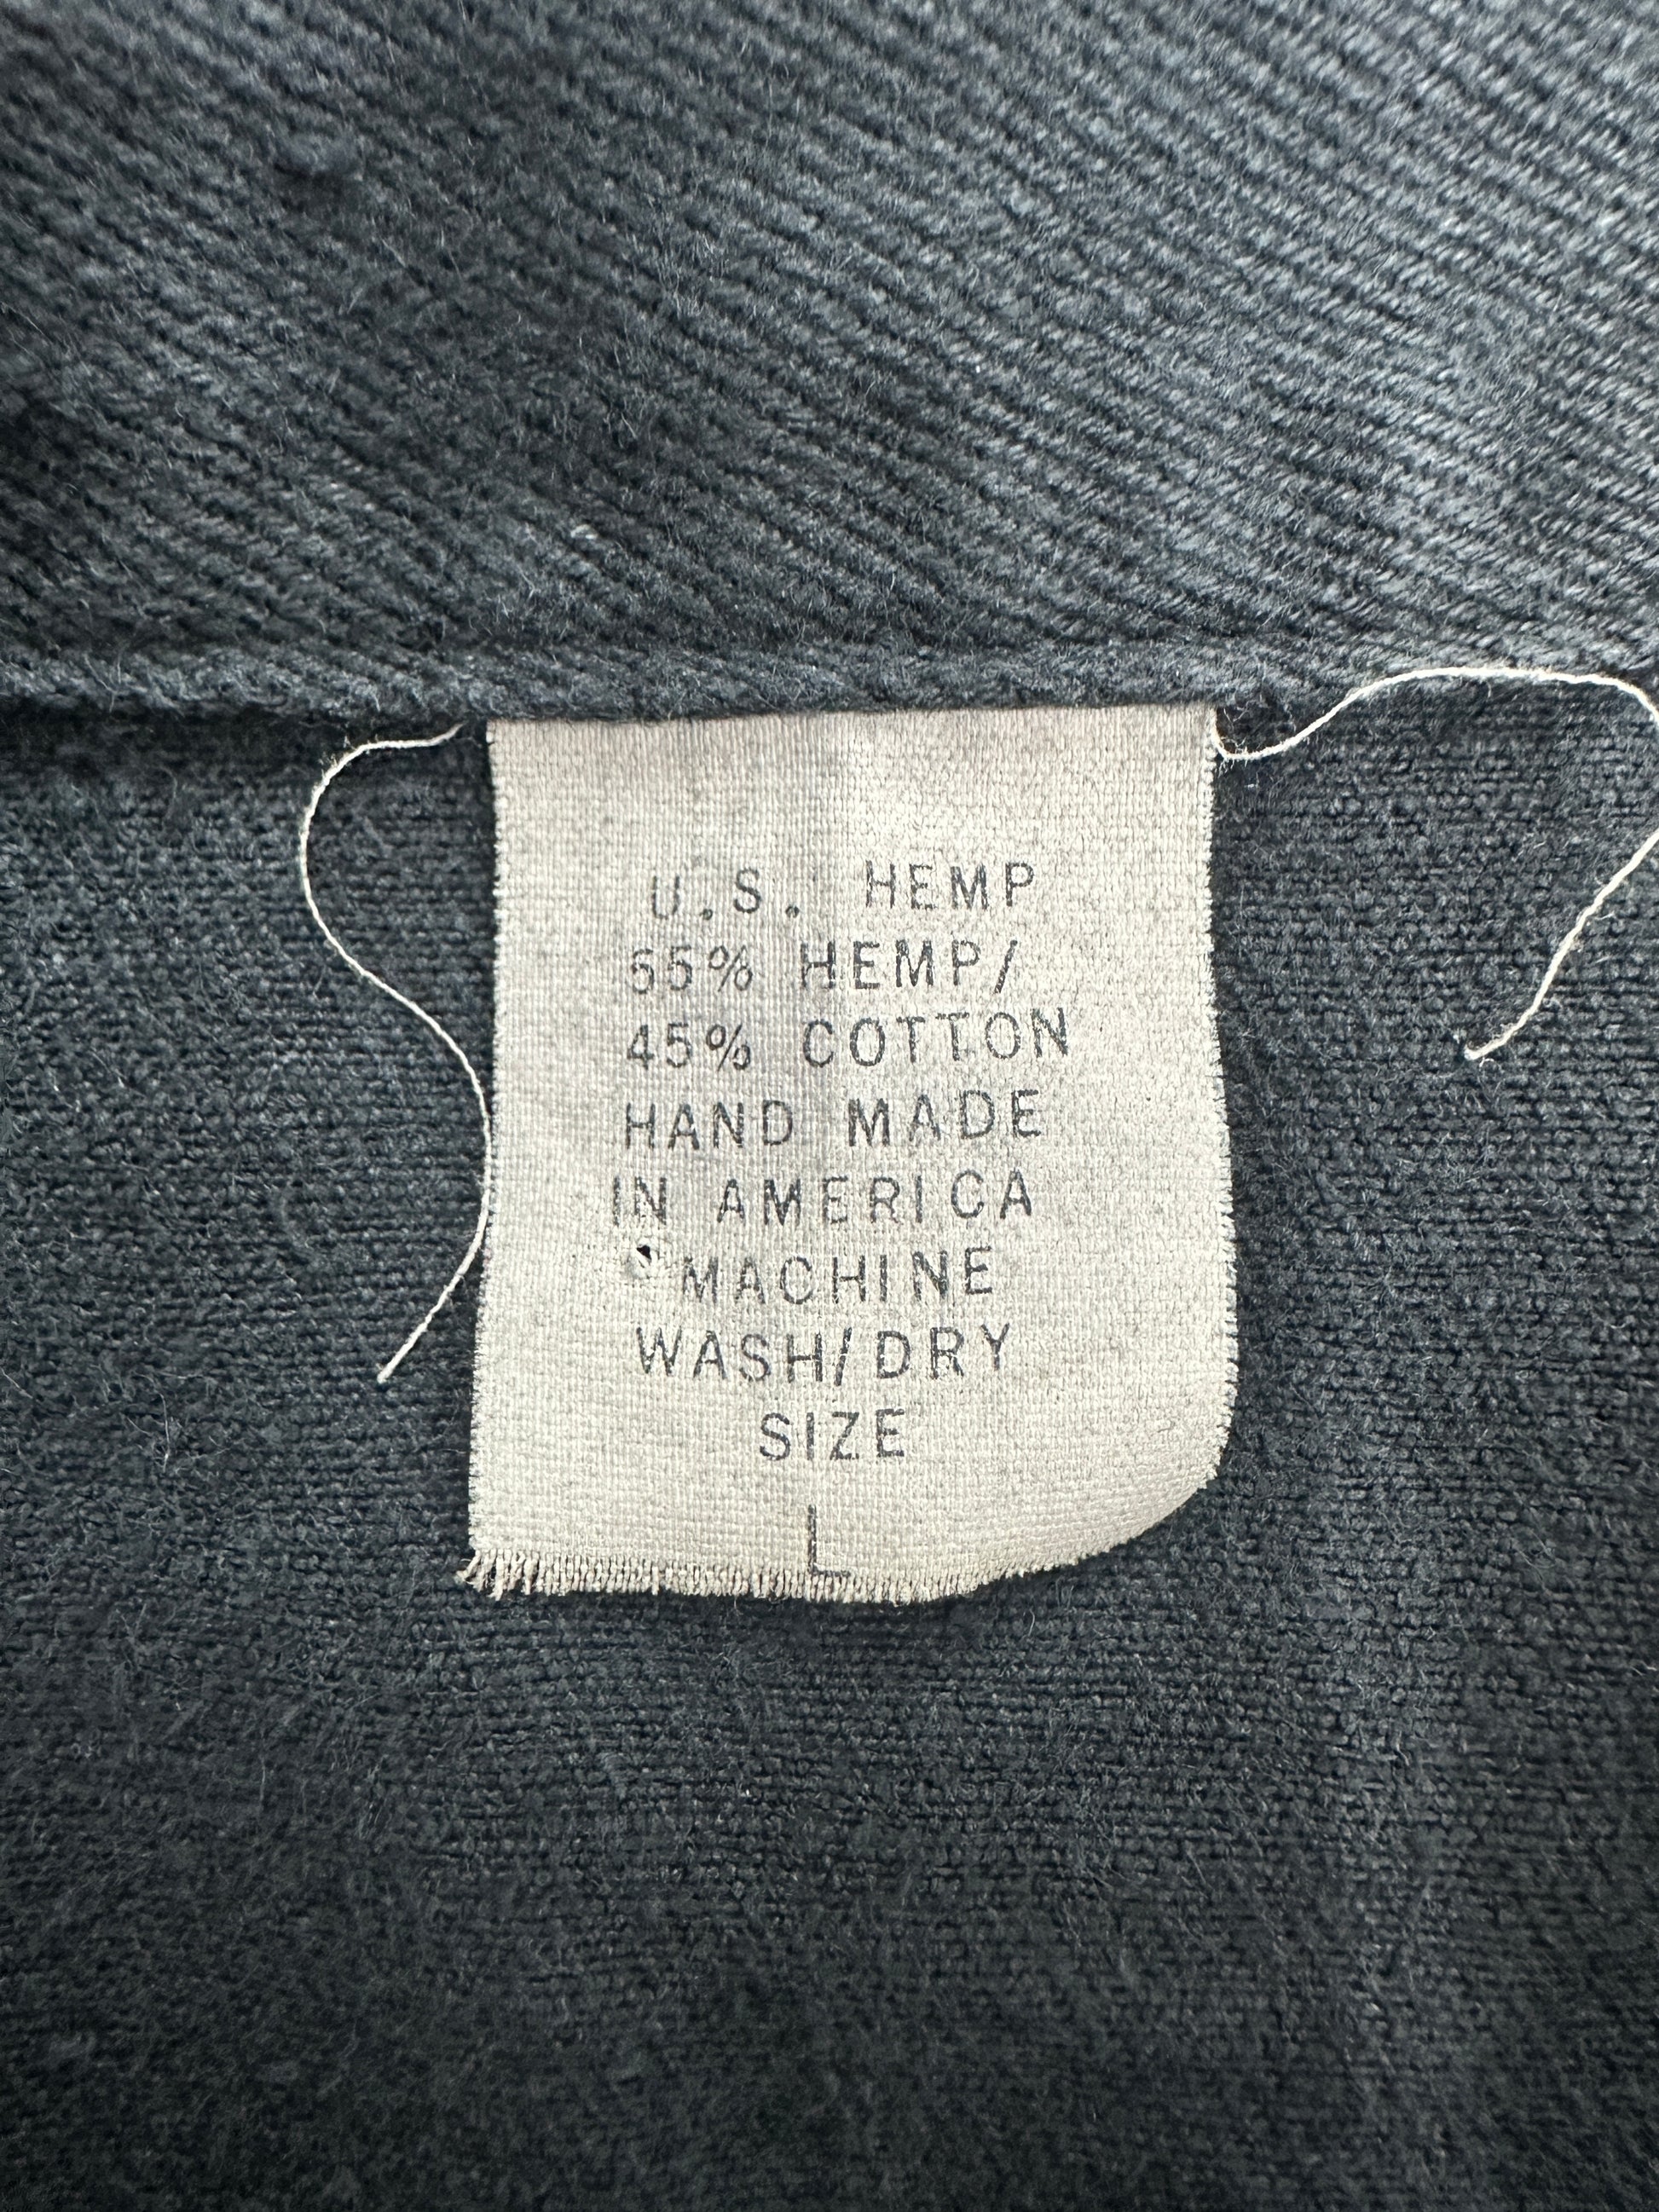 U.S. HEMP
55% HEMP/
45% COTTON
HAND MADE
IN AMERICA
MACHINE
WASH/DRY
SIZE
L